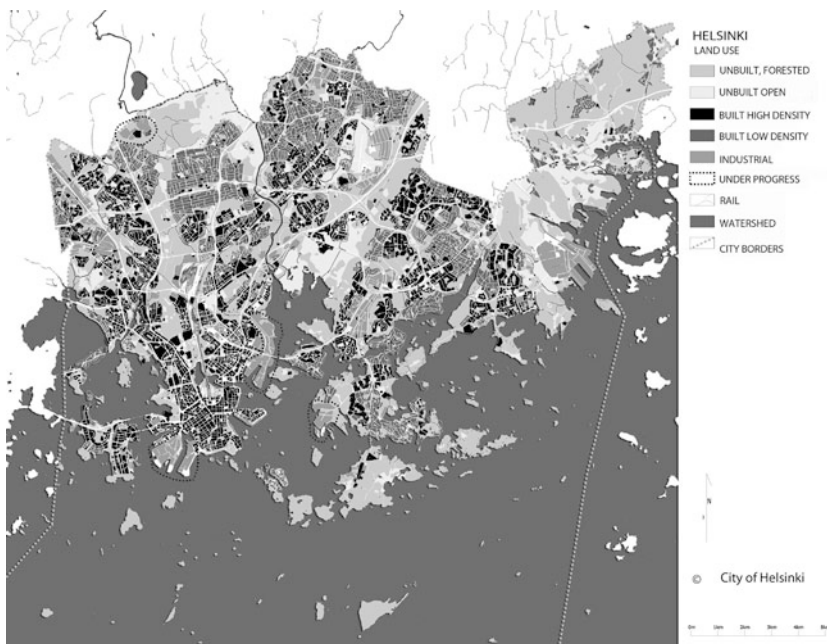 HELSINKI
LAND USE
UNBUILT, FORESTED
UNBUILT OPEN
BUILT HIGH DENSITY
BUILT LOW DENSITY
INDUSTRIAL
UNDER PROGRESS
RAIL
WATERSHED
CITY BORDERS
N
© City of Helsinki